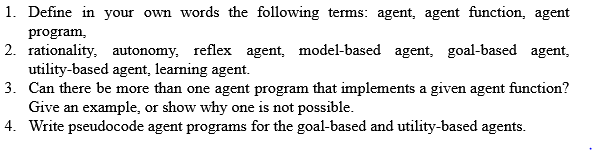 1. Define in your own words the following terms: agent, agent function, agent
program,
2. rationality, autonomy, reflex agent, model-based agent, goal-based agent,
utility-based agent, learning agent.
3. Can there be more than one agent program that implements a given agent function?
Give an example, or show why one is not possible.
4. Write pseudocode agent programs for the goal-based and utility-based agents.